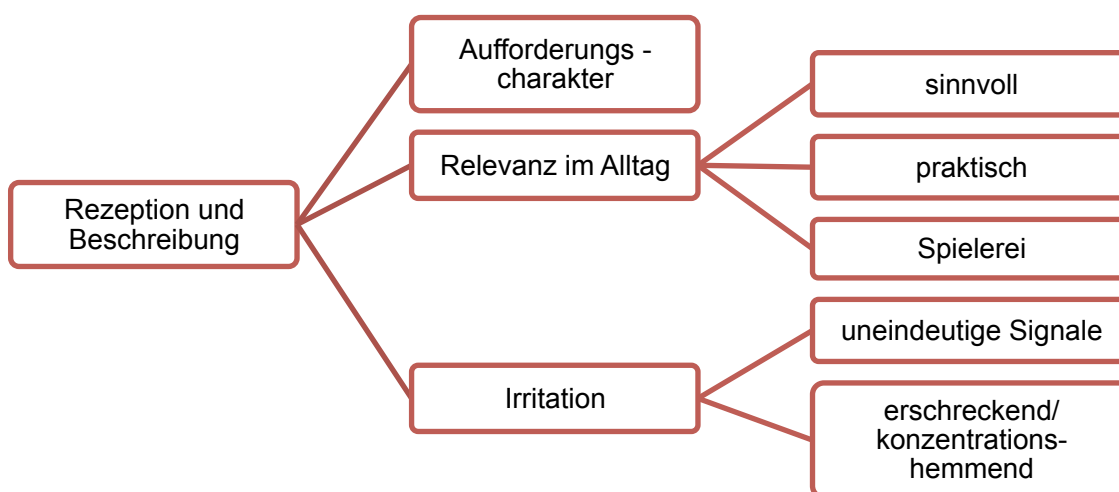 Rezeption und
Beschreibung
Aufforderungs -
charakter
Relevanz im Alltag
sinnvoll
praktisch
Spielerei
Irritation
uneindeutige Signale
erschreckend/
konzentrations-
hemmend